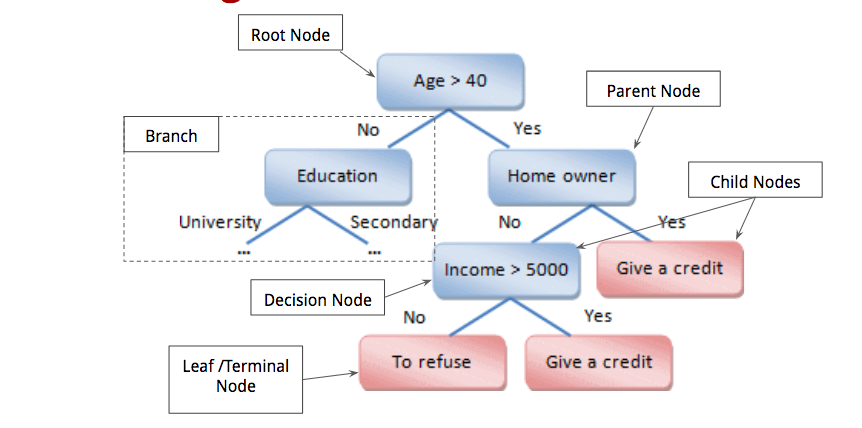 Root Node
Age > 40
Parent Node
No
Yes
Branch
Education
Home owner
Child Nodes
University
Secondary
No
Yes
...
...
Income > 5000
Give a credit
Decision Node
No
Yes
Leaf /Terminal
Node
To refuse
Give a credit